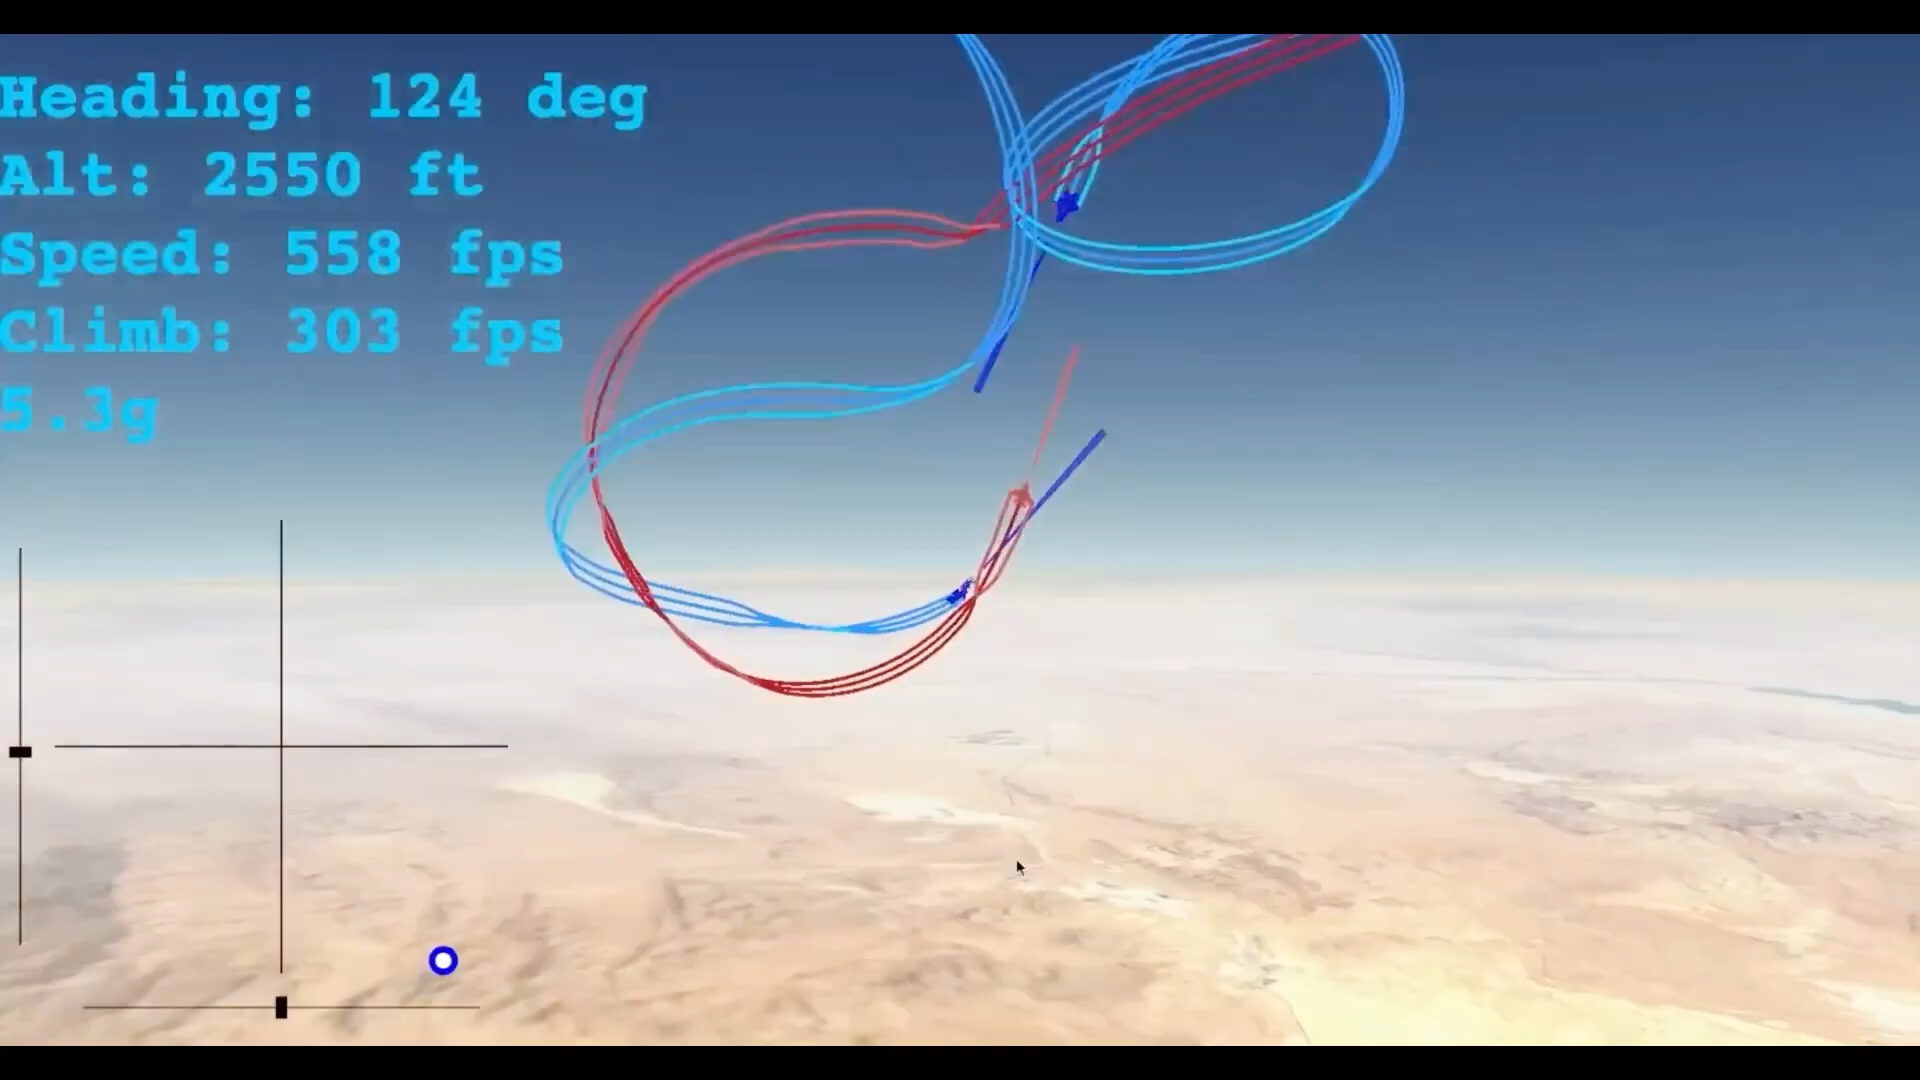 Heading: 124 deg
Alt: 2550 ft
Speed: 558 fps
Climb: 303 fps
5.3g